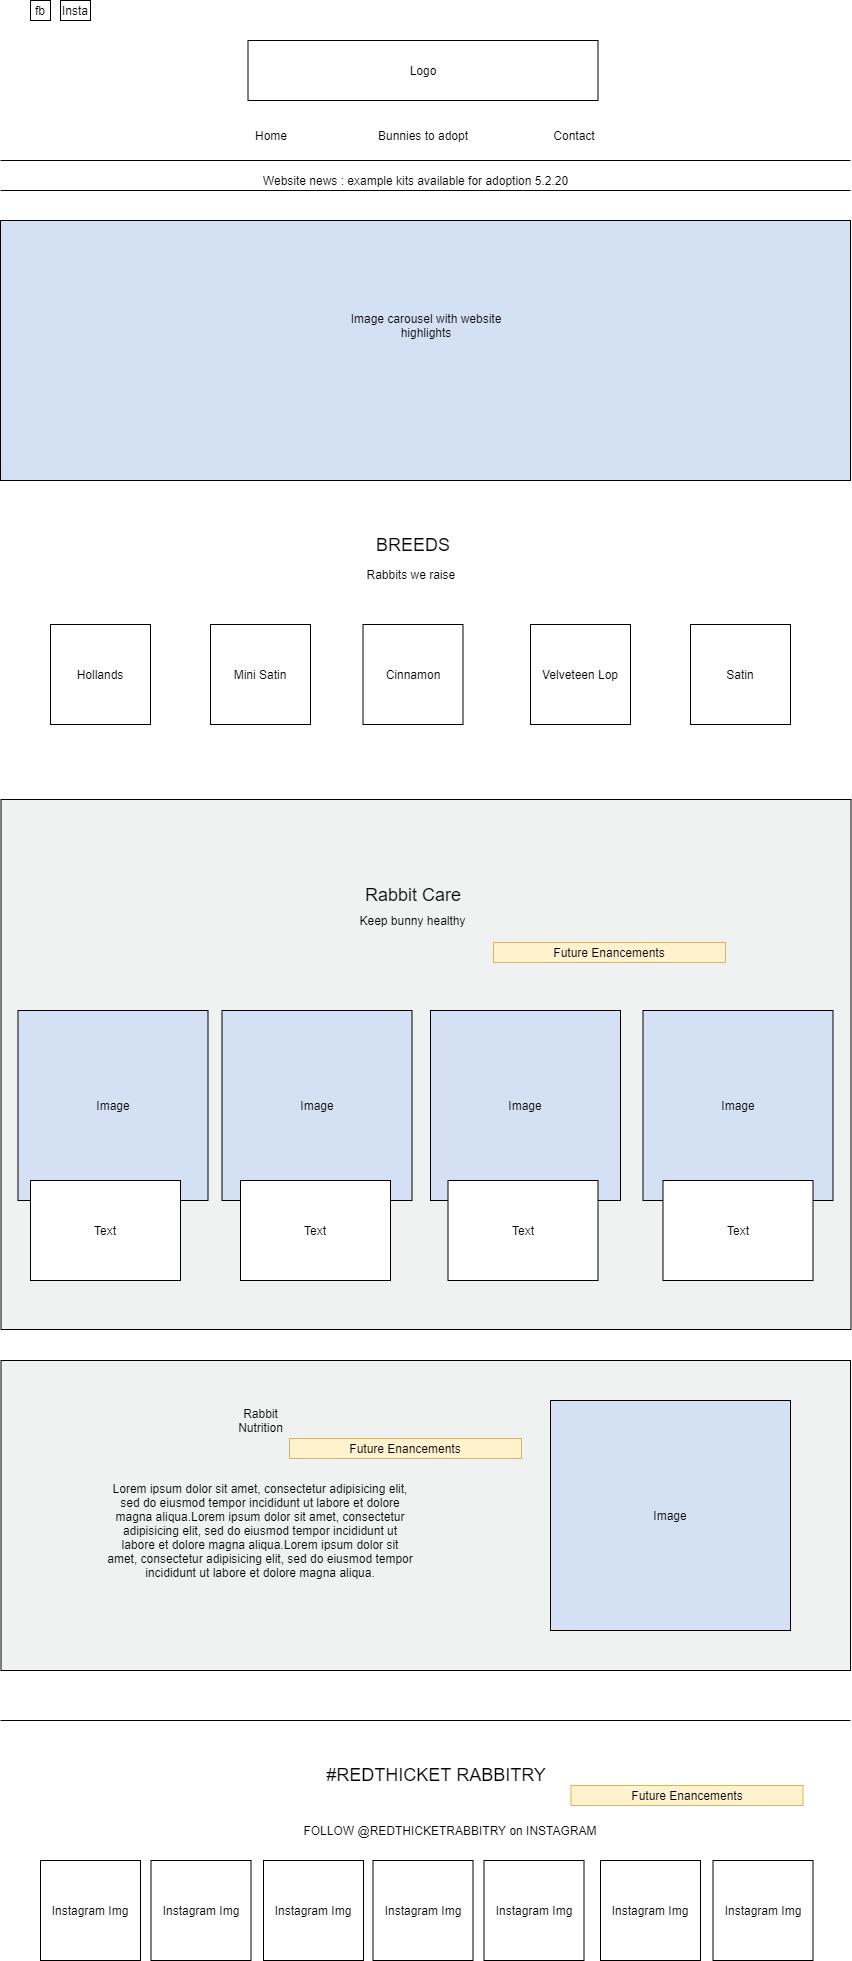 fb
Insta
Logo
Home
Bunnies to adopt
Contact
Website news : example kits available for adoption 5.2.20
Image carousel with website
highlights
BREEDS
Rabbits we raise
Hollands
Mini Satin
Cinnamon
Velveteen Lop
Satin
Rabbit Care
Keep bunny healthy
Future Enancements
Image
Image
Image
Image
Text
Text
Text
Text
Rabbit
Nutrition
Future Enancements
Lorem ipsum dolor sit amet, consectetur adipisicing elit,
sed do eiusmod tempor incididunt ut labore et dolore
magna aliqua.Lorem ipsum dolor sit amet, consectetur
adipisicing elit, sed do eiusmod tempor incididunt ut
labore et dolore magna aliqua.Lorem ipsum dolor sit
amet, consectetur adipisicing elit, sed do eiusmod tempor
incididunt ut labore et dolore magna aliqua.
Image
#REDTHICKET RABBITRY
Future Enancements
FOLLOW @REDTHICKETRABBITRY on INSTAGRAM
Instagram Img
Instagram Img
Instagram Img
Instagram Img
Instagram Img
Instagram Img
Instagram Img